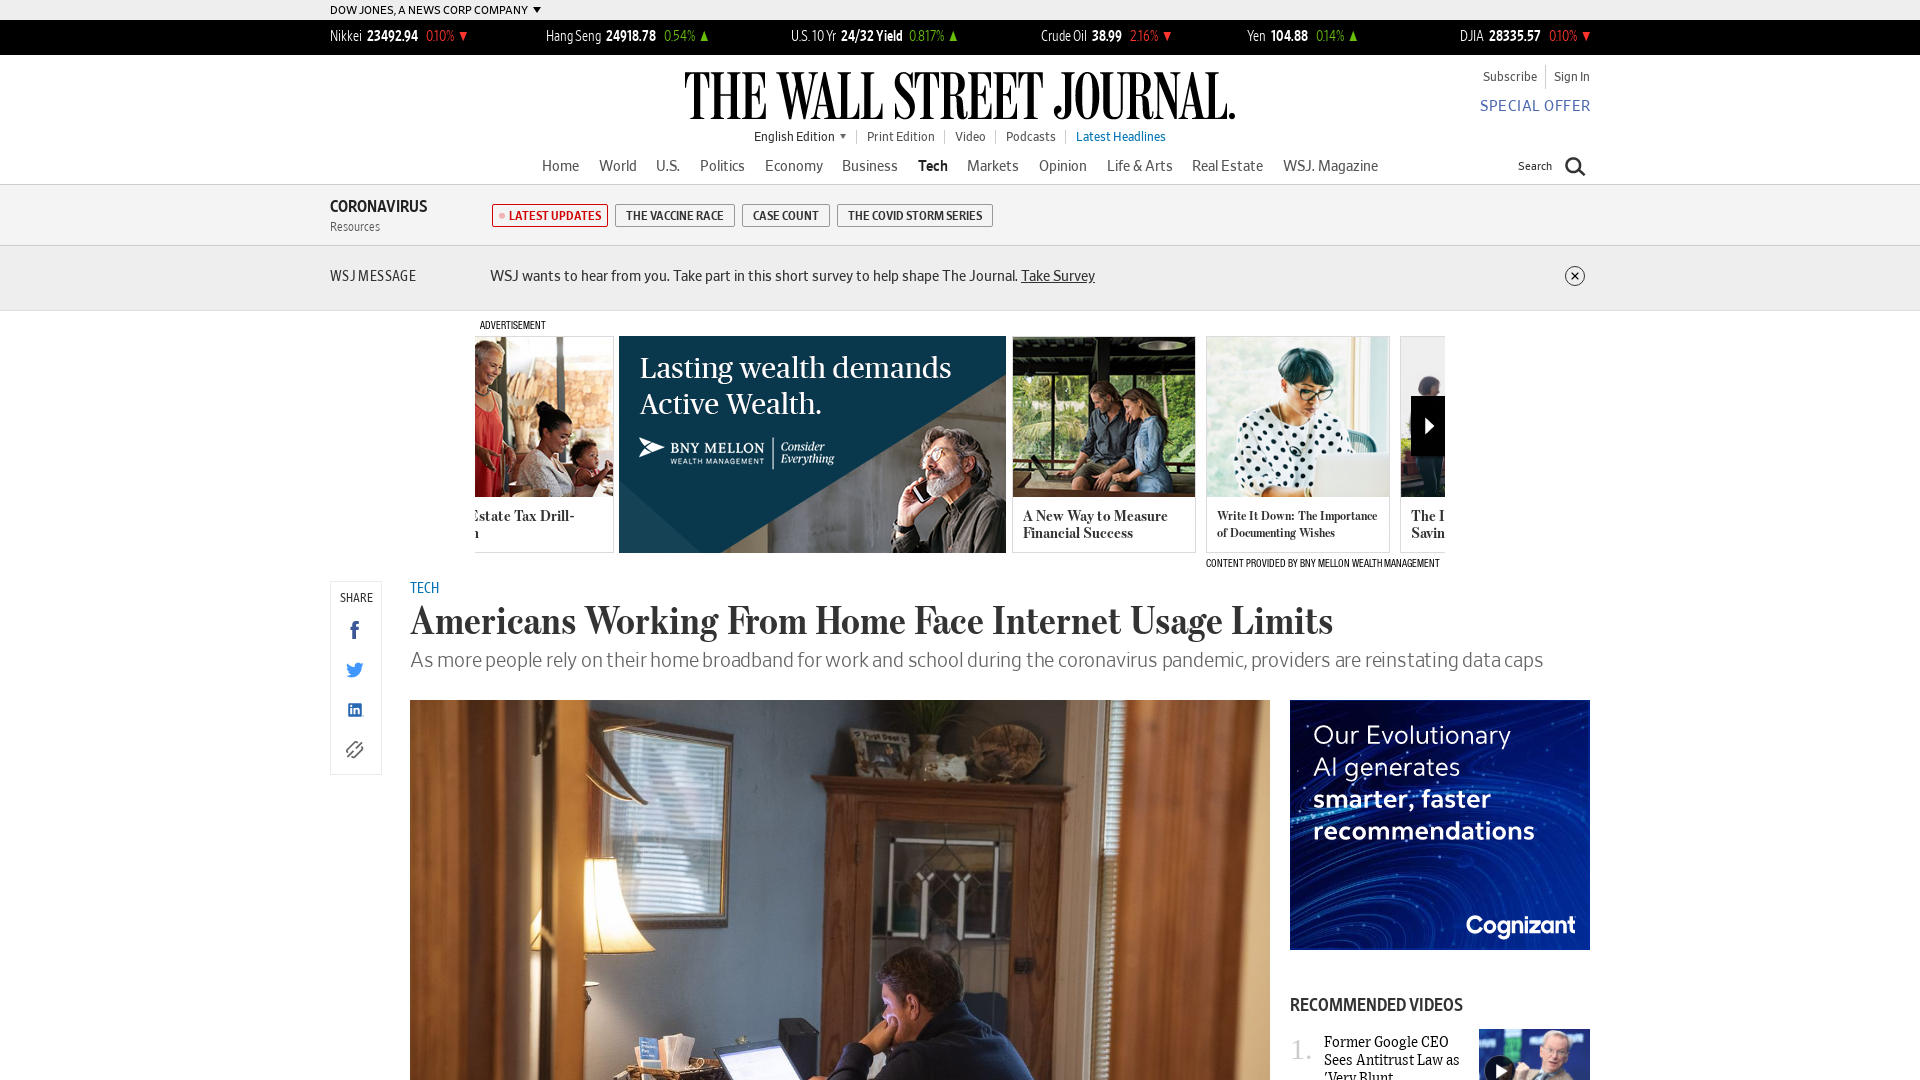 DOW JONES, A NEWS CORP COMPANY
Nikkei 23492.94 0.10%
Hang Seng 24918.78 0.54%
U.S. 10 Yr 24/32 Yield 0.817%
Crude Oil 38.99 2.16%
Yen 104.88 0.14%
DJIA 28335.57 0.10%
THE WALL STREET JOURNAL.
Subscribe
Sign In
SPECIAL OFFER
English Edition
Print Edition
Video
Podcasts
Latest Headlines
Home
World
U.S.
Politics
Economy
Business
Tech
Markets
Opinion
Life & Arts
Real Estate
WSJ. Magazine
Search
CORONAVIRUS
Resources
LATEST UPDATES
THE VACCINE RACE
CASE COUNT
THE COVID STORM SERIES
WSJ MESSAGE
WSJ wants to hear from you. Take part in this short survey to help shape The Journal. Take Survey
ADVERTISEMENT
Estate Tax Drill-
Lasting wealth demands
Active Wealth.
BNY MELLON
WEALTH MANAGEMENT
Consider
Everything
A New Way to Measure
Financial Success
Write It Down: The Importance
of Documenting Wishes
The
Savin
CONTENT PROVIDED BY BNY MELLON WEALTH MANAGEMENT
SHARE
TECH
Americans Working From Home Face Internet Usage Limits
As more people rely on their home broadband for work and school during the coronavirus pandemic, providers are reinstating data caps
Our Evolutionary
AI generates
smarter, faster
recommendations
Cognizant
RECOMMENDED VIDEOS
1.
Former Google CEO
Sees Antitrust Law as
'Very Blunt